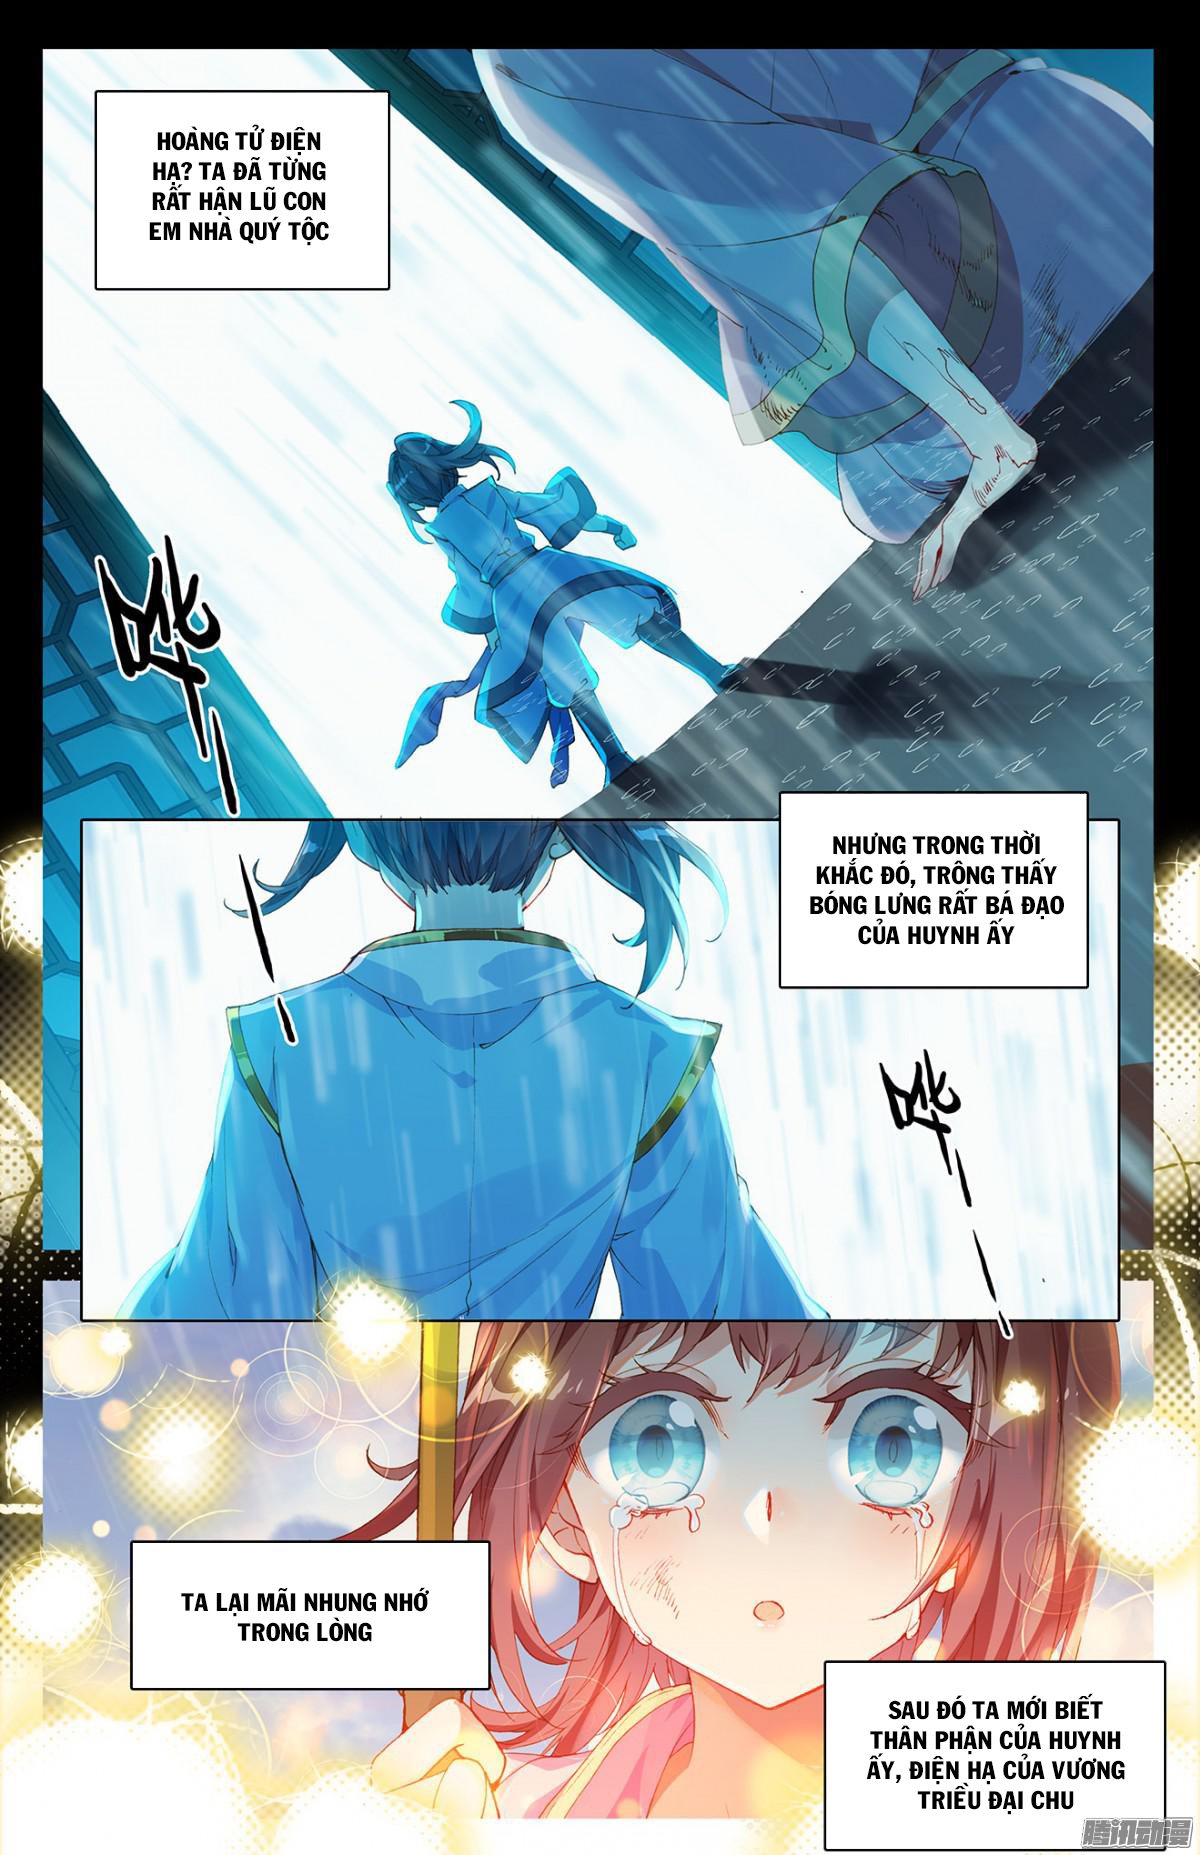 HOÀNG TỬ ĐIỆN
HẠ? TA ĐÃ TỪNG
RẤT HẬN LŨ CON
EM NHÀ QUÝ TỘC
NHƯNG TRONG THỜI
KHẮC ĐÓ, TRÔNG THẤY
BÓNG LƯNG RẤT BÁ ĐẠO
CỦA HUYNH ẤY
TA LẠI MÃI NHUNG NHỚ
TRONG LÒNG
SAU ĐÓ TA MỚI BIẾT
THÂN PHẬN CỦA HUYNH
ẤY, ĐIỆN HẠ CỦA VƯƠNG
TRIỀU ĐẠI CHU
腾讯动漫